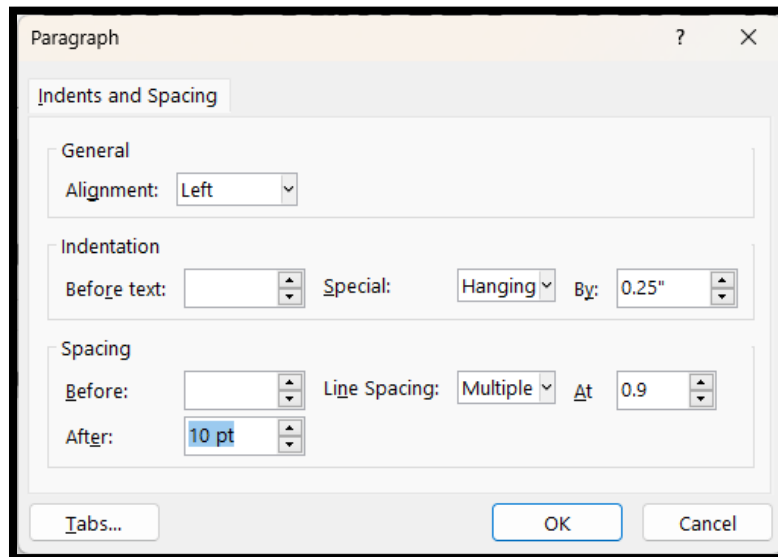 Paragraph ?
Indents and Spacing
General
Alignment: Left
Indentation
Before text: Special: Hanging By: 0.25"
Spacing
Before: Line Spacing: Multiple At 0.9
After: 10 pt
Tabs... OK Cancel